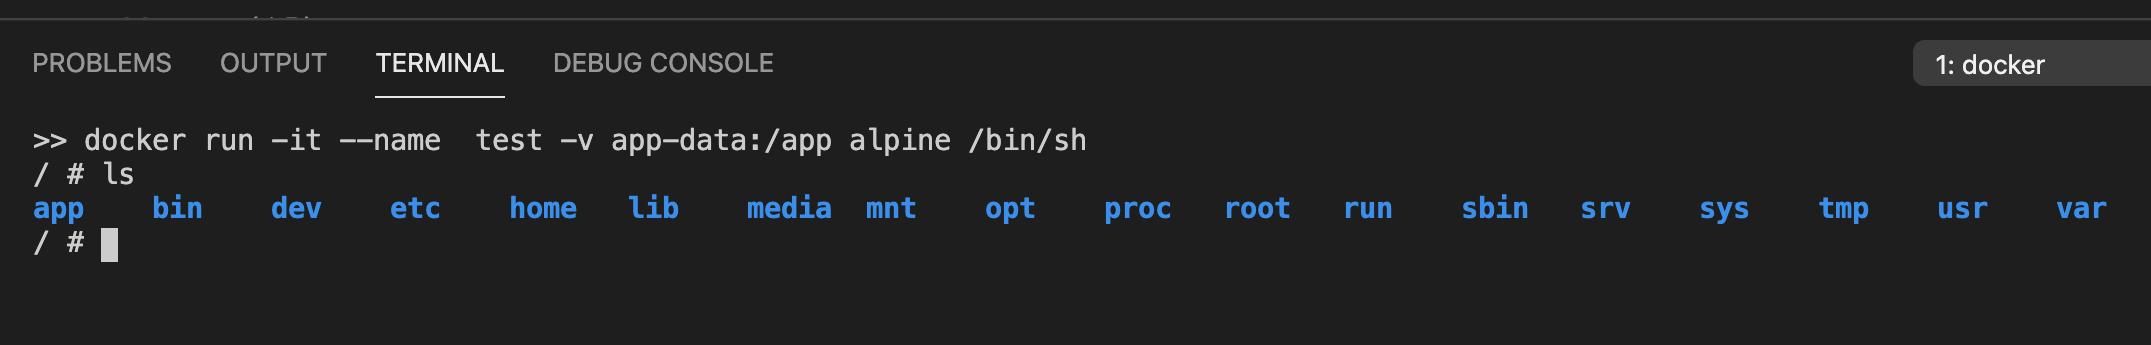 PROBLEMS OUTPUT TERMINAL DEBUG CONSOLE 1: docker
>> docker run -it --name  test -v app-data:/app alpine /bin/sh
/ # ls
app bin dev etc home lib media mnt opt proc root run sbin srv sys tmp usr var
/ #